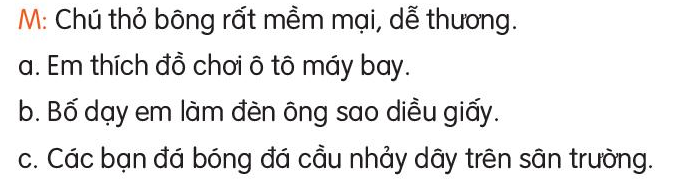 M: Chú thỏ bông rất mềm mại, dễ thương.
a. Em thích đồ chơi ô tô máy bay.
b. Bố dạy em làm đèn ông sao diều giấy.
c. Các bạn đá bóng đá cầu nhảy dây trên sân trường.